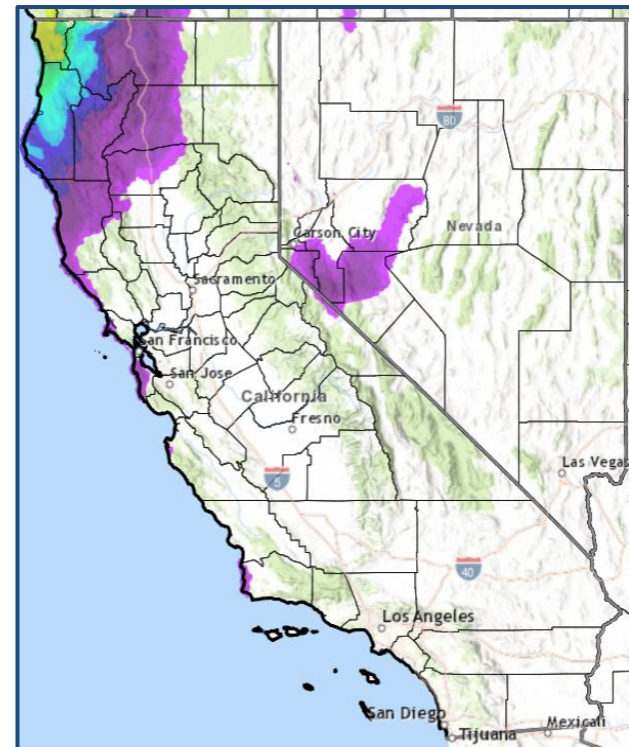 80
Nevada
Carson City
Sacramento
San Francisco
San Jose
California
Fresno
Las Vegas
5
40
Los Angeles
San Diego
Tijuana
Mexicali